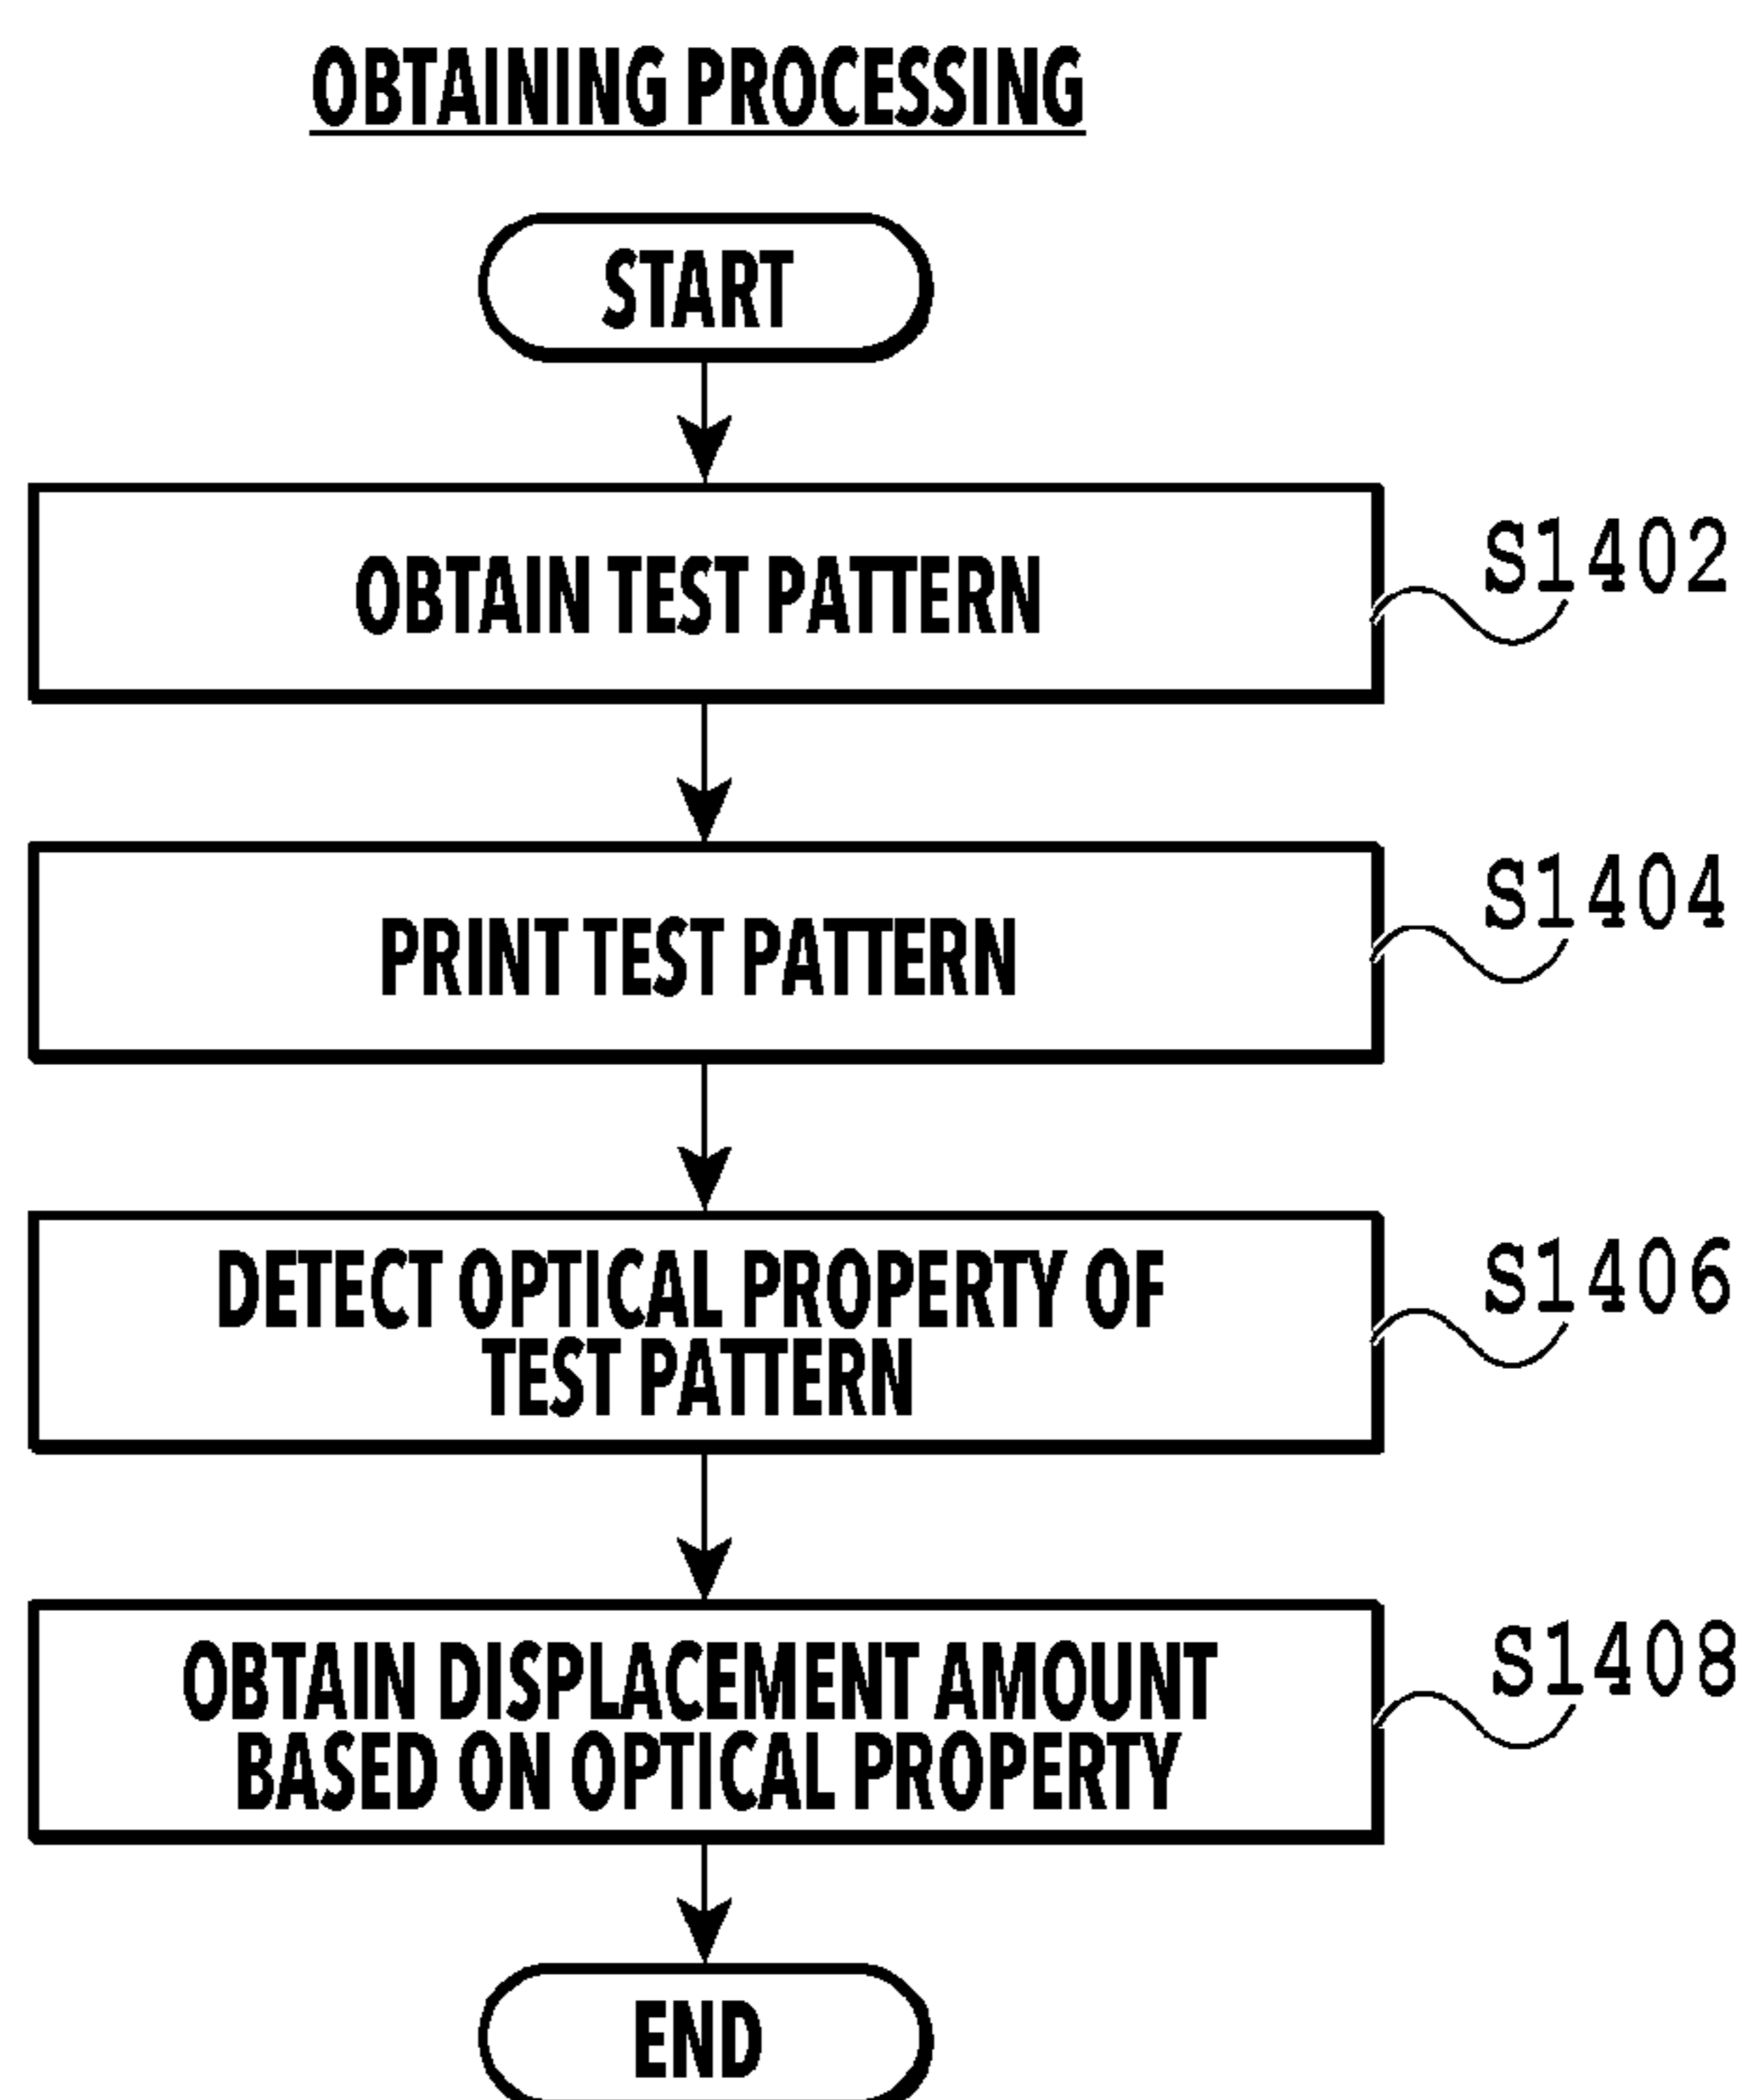 OBTAINING PROCESSING
START
OBTAIN TEST PATTERN
S1402
PRINT TEST PATTERN
S1404
DETECT OPTICAL PROPERTY OF
TEST PATTERN
S1406
OBTAIN DISPLACEMENT AMOUNT
BASED ON OPTICAL PROPERTY
S1408
END